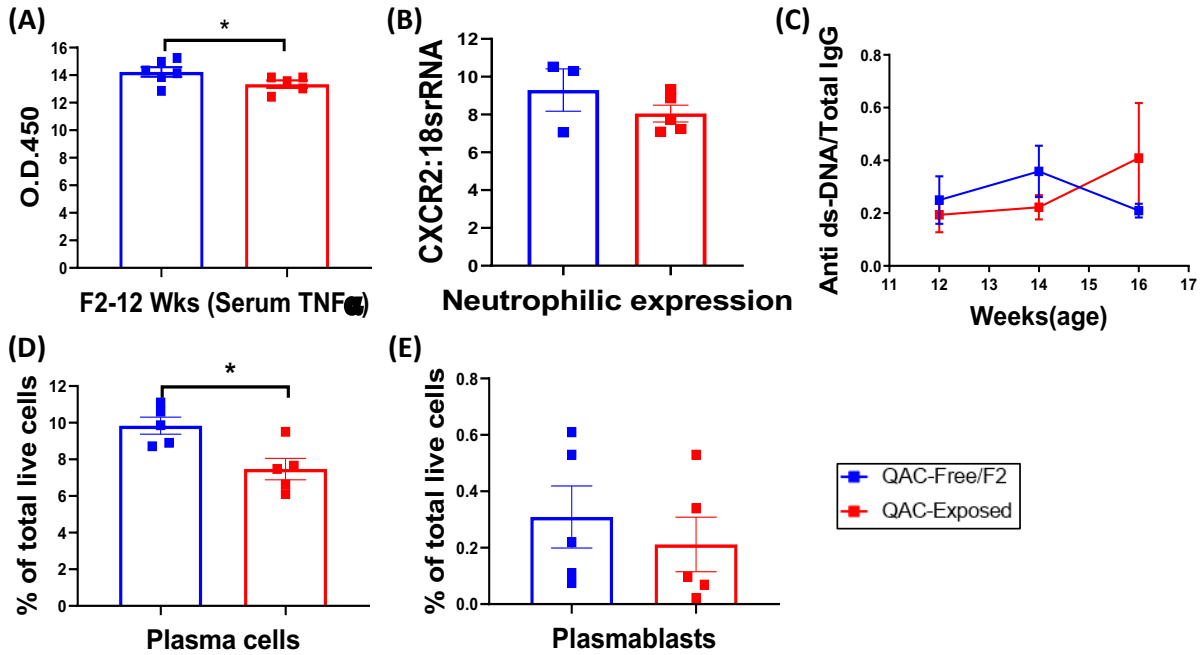 (A)
*
16
14
12
10
8
6
4
2
0
O.D.450
F2-12 Wks (Serum TNFα)
(B)
12
10
8
6
4
2
0
CXCR2:18srRNA
Neutrophilic expression
(C)
0.8
0.6
0.4
0.2
0.0
Anti ds-DNA/Total IgG
11 12 13 14 15 16 17
Weeks(age)
(D)
*
12
10
8
6
4
2
0
% of total live cells
Plasma cells
(E)
0.8
0.6
0.4
0.2
0.0
% of total live cells
Plasmablasts
QAC-Free/F2
QAC-Exposed